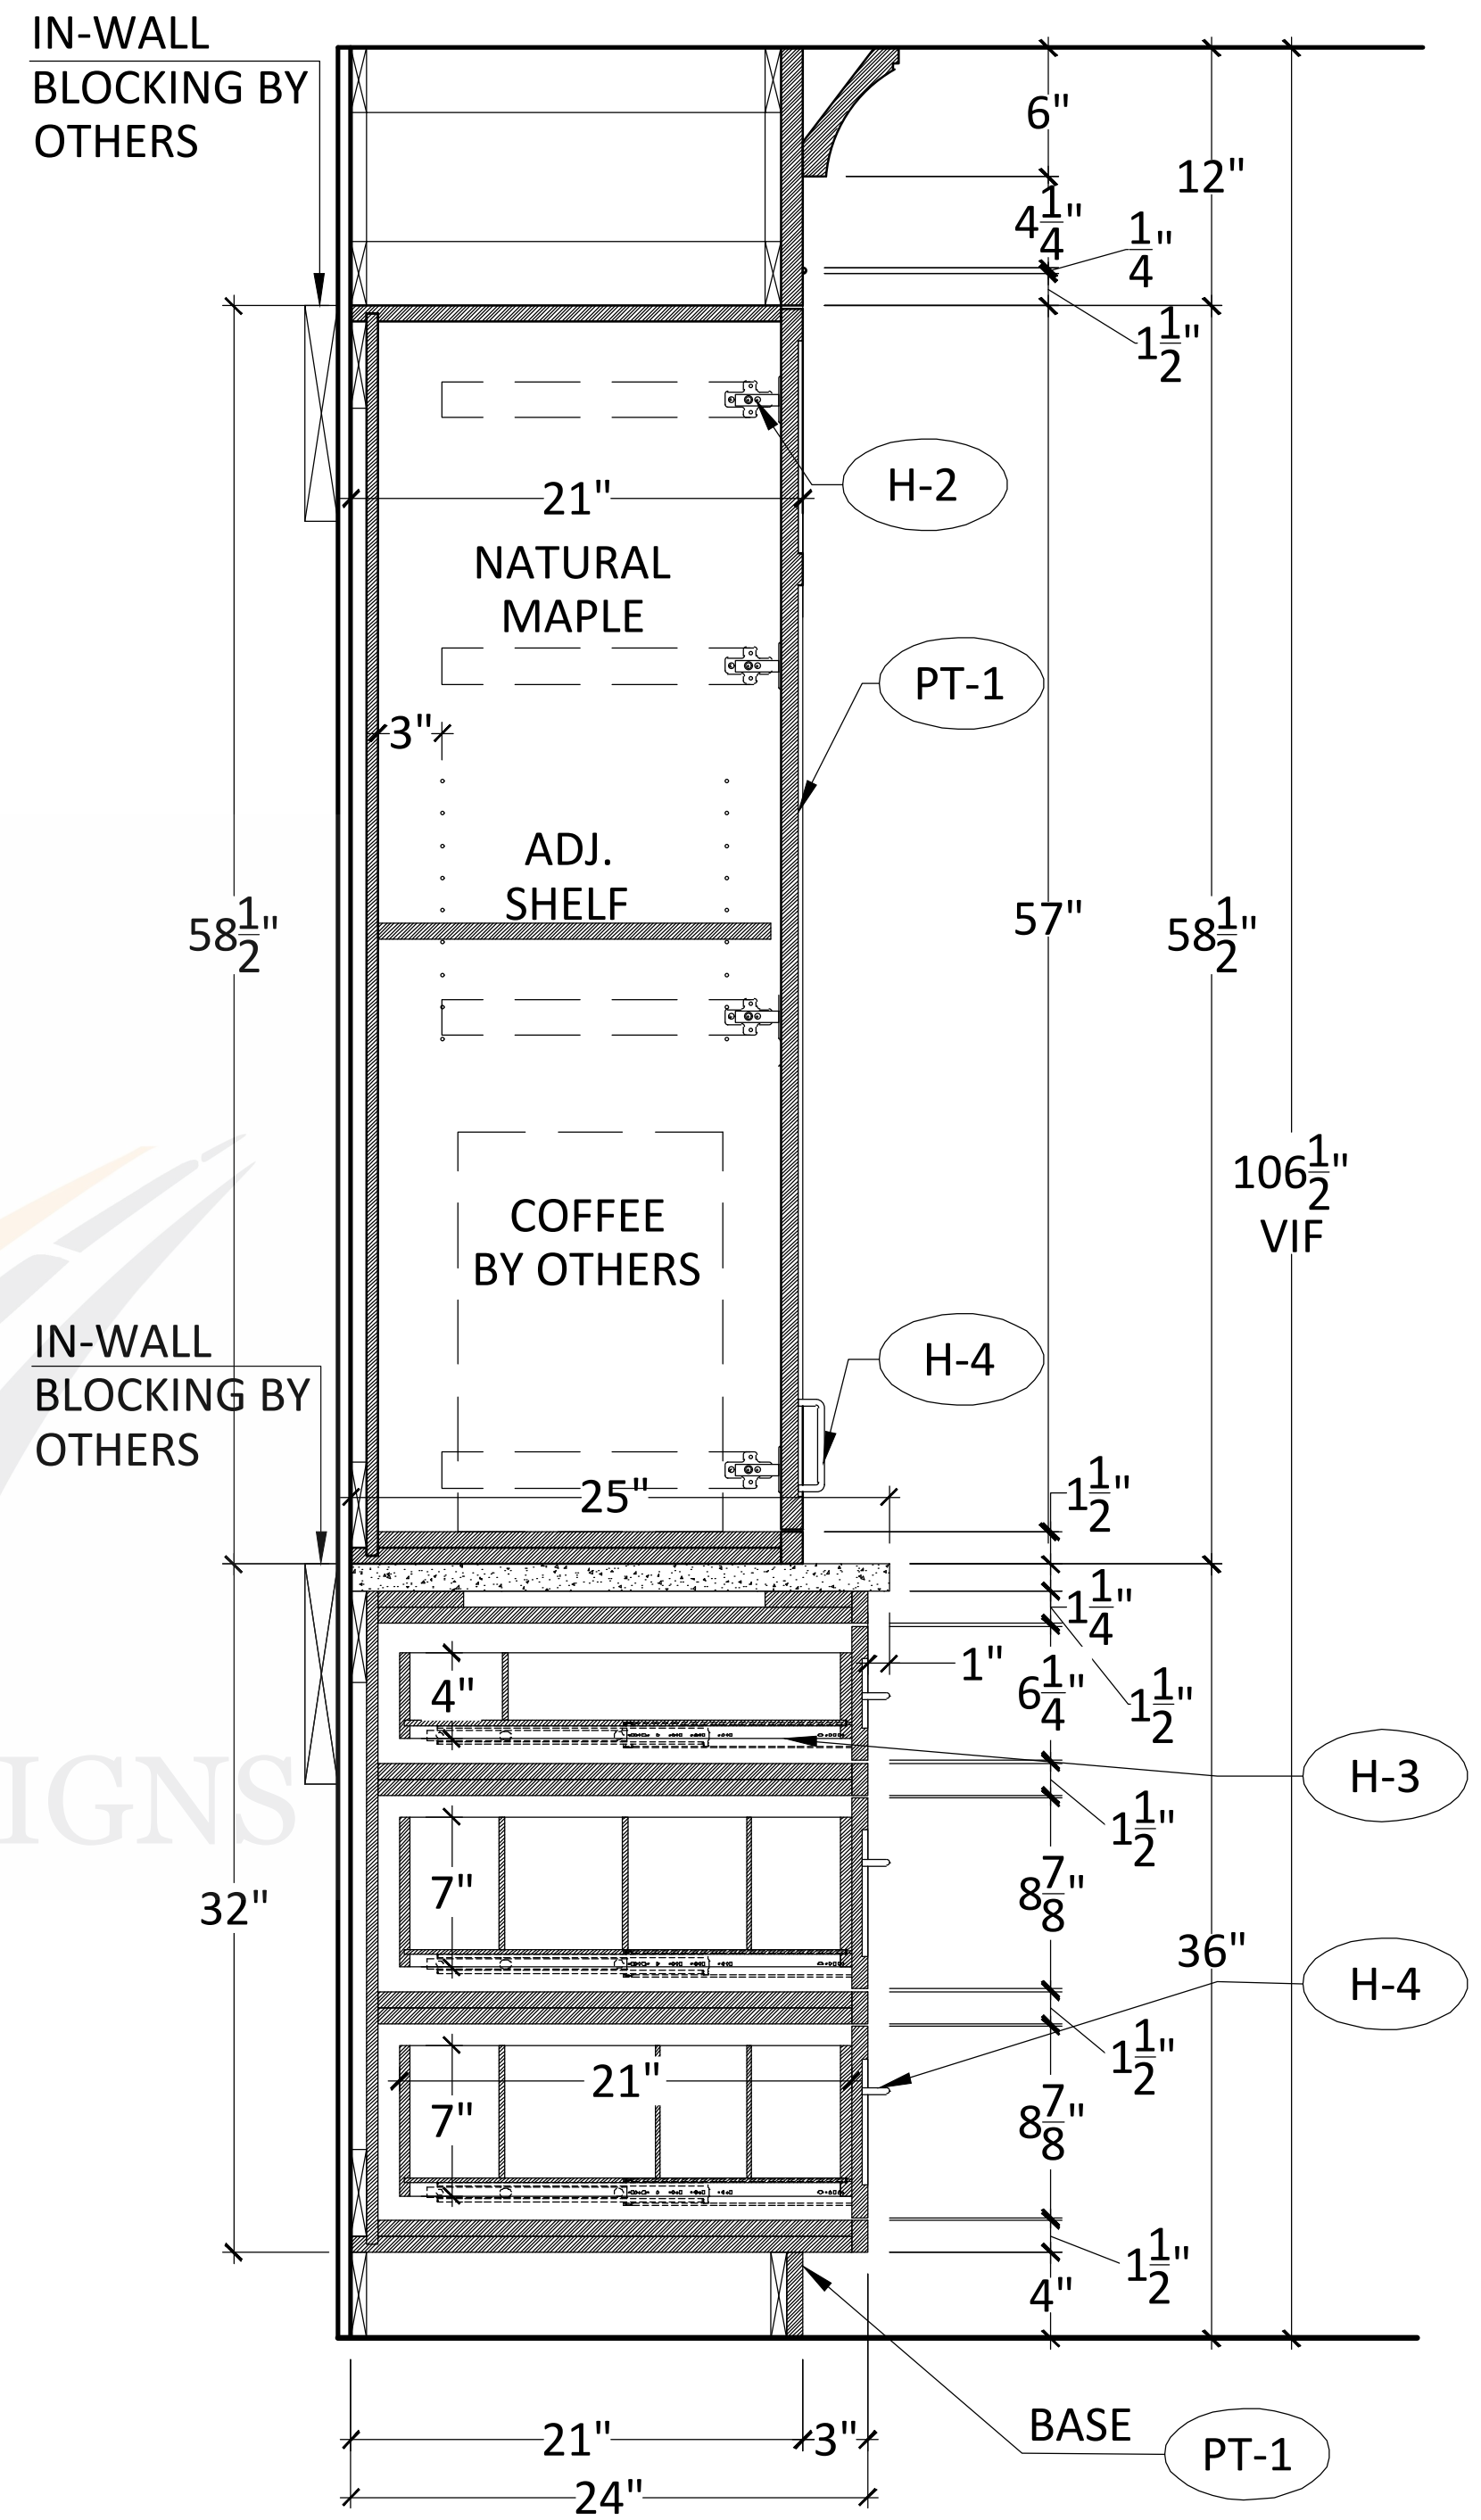 IN-WALL
BLOCKING BY
OTHERS
6"
12"
4 1/4"
1/4"
1 1/2"
H-2
21"
NATURAL
MAPLE
PT-1
3"
ADJ.
SHELF
58 1/2"
57"
58 1/2"
106 1/2"
VIF
COFFEE
BY OTHERS
IN-WALL
BLOCKING BY
OTHERS
H-4
25"
1 1/2"
1 1/4"
1"
4"
6 1/4"
1 1/2"
H-3
1 1/2"
7"
8 7/8"
32"
36"
H-4
1 1/2"
21"
7"
8 7/8"
1 1/2"
4"
BASE
PT-1
21"
3"
24"
IGNS